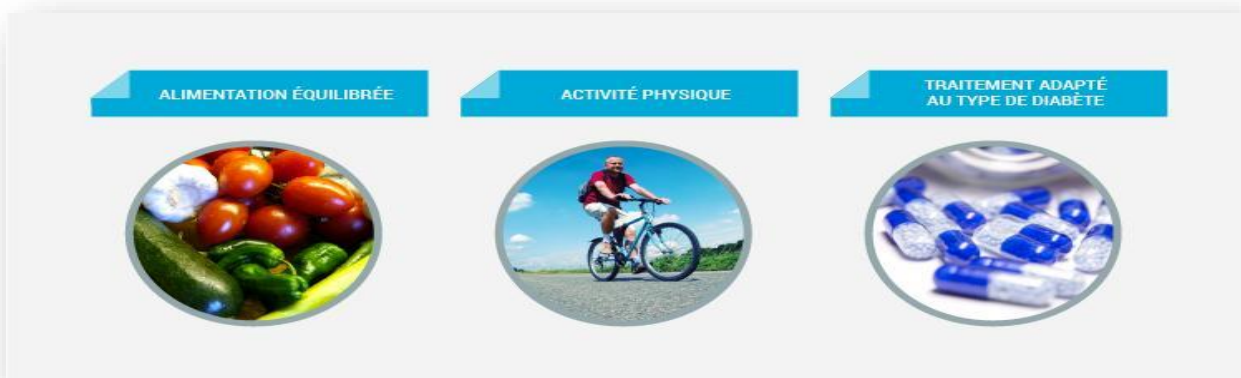 ALIMENTATION ÉQUILIBRÉE
ACTIVITÉ PHYSIQUE
TRAITEMENT ADAPTÉ
AU TYPE DE DIABÈTE